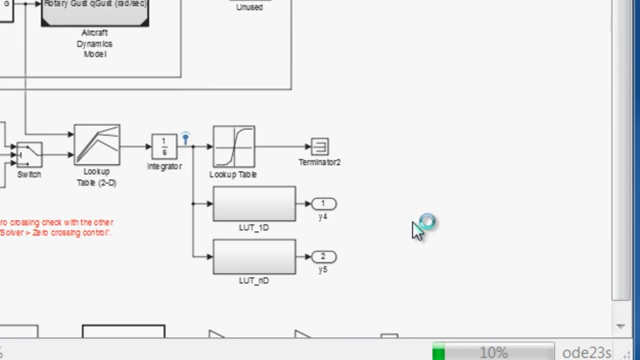 G
Rotary Gust qGust (rad/sec)
Unused
Aircraft
Dynamics
Model
Switch
Lookup
Table (2-D)
1
s
Integrator
Lookup Table
Terminator2
1
y4
LUT_1D
ro crossing check with the other
'Solver > Zero crossing control'.
2
y5
LUT_nD
%
10%
ode23s